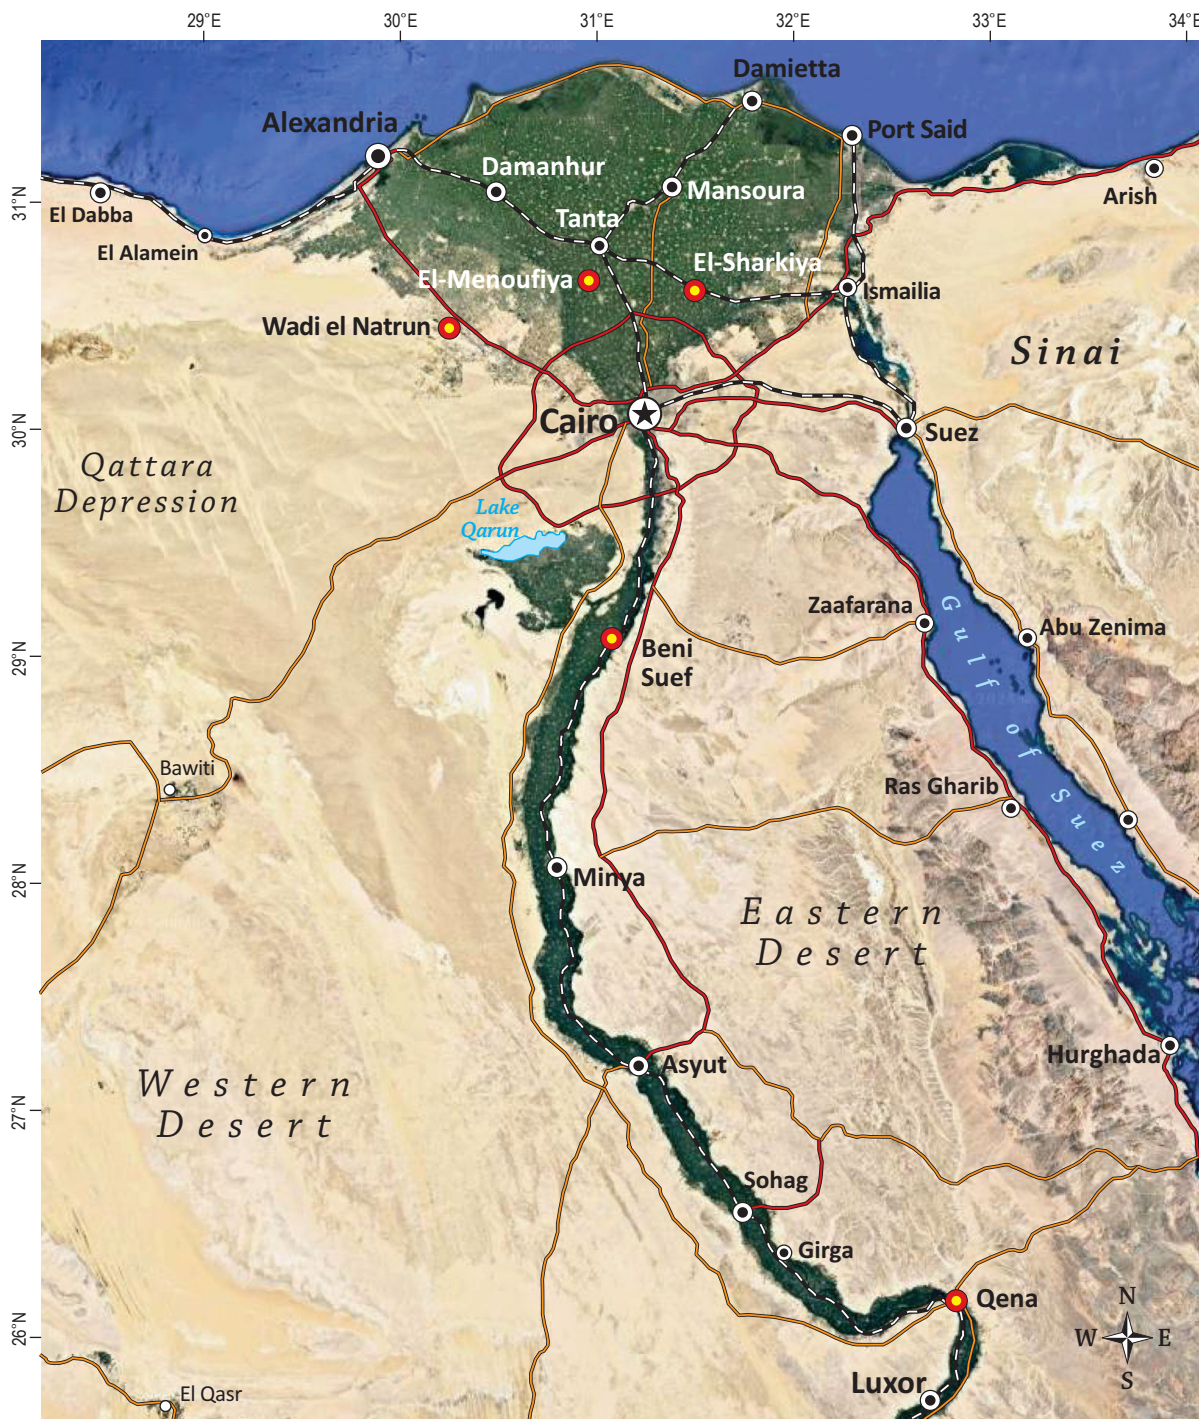 29°E
30°E
31°E
32°E
33°E
34°E
Damietta
Alexandria
Port Said
Damanhur
Mansoura
31°N
El Dabba
Arish
Tanta
El Alamein
El-Sharkiya
El-Menoufiya
Ismailia
Wadi el Natrun
Sinai
Cairo
30°N
Suez
Qattara
Depression
Lake
Qarun
Zaafarana
Gulf of Suez
Abu Zenima
29°N
Beni
Suef
Bawiti
Ras Gharib
28°N
Minya
Eastern
Desert
Hurghada
Asyut
Western
Desert
27°N
Sohag
Girga
Qena
N
26°N
W
E
S
Luxor
El Qasr